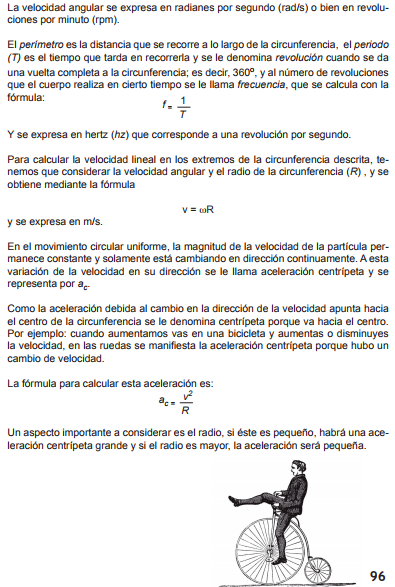 La velocidad angular se expresa en radianes por segundo (rad/s) o bien en revolu-
ciones por minuto (rpm).
El perímetro es la distancia que se recorre a lo largo de la circunferencia, el periodo
(T) es el tiempo que tarda en recorrerla y se le denomina revolución cuando se da
una vuelta completa a la circunferencia; es decir, 360º, y al número de revoluciones
que el cuerpo realiza en cierto tiempo se le llama frecuencia, que se calcula con la
fórmula:
f = 1/T
Y se expresa en hertz (hz) que corresponde a una revolución por segundo.
Para calcular la velocidad lineal en los extremos de la circunferencia descrita, te-
nemos que considerar la velocidad angular y el radio de la circunferencia (R) , y se
obtiene mediante la fórmula
v = ωR
y se expresa en m/s.
En el movimiento circular uniforme, la magnitud de la velocidad de la partícula per-
manece constante y solamente está cambiando en dirección continuamente. A esta
variación de la velocidad en su dirección se le llama aceleración centrípeta y se
representa por ac.
Como la aceleración debida al cambio en la dirección de la velocidad apunta hacia
el centro de la circunferencia se le denomina centrípeta porque va hacia el centro.
Por ejemplo: cuando aumentamos vas en una bicicleta y aumentas o disminuyes
la velocidad, en las ruedas se manifiesta la aceleración centrípeta porque hubo un
cambio de velocidad.
La fórmula para calcular esta aceleración es:
ac = v²/R
Un aspecto importante a considerar es el radio, si éste es pequeño, habrá una ace-
leración centrípeta grande y si el radio es mayor, la aceleración será pequeña.
96